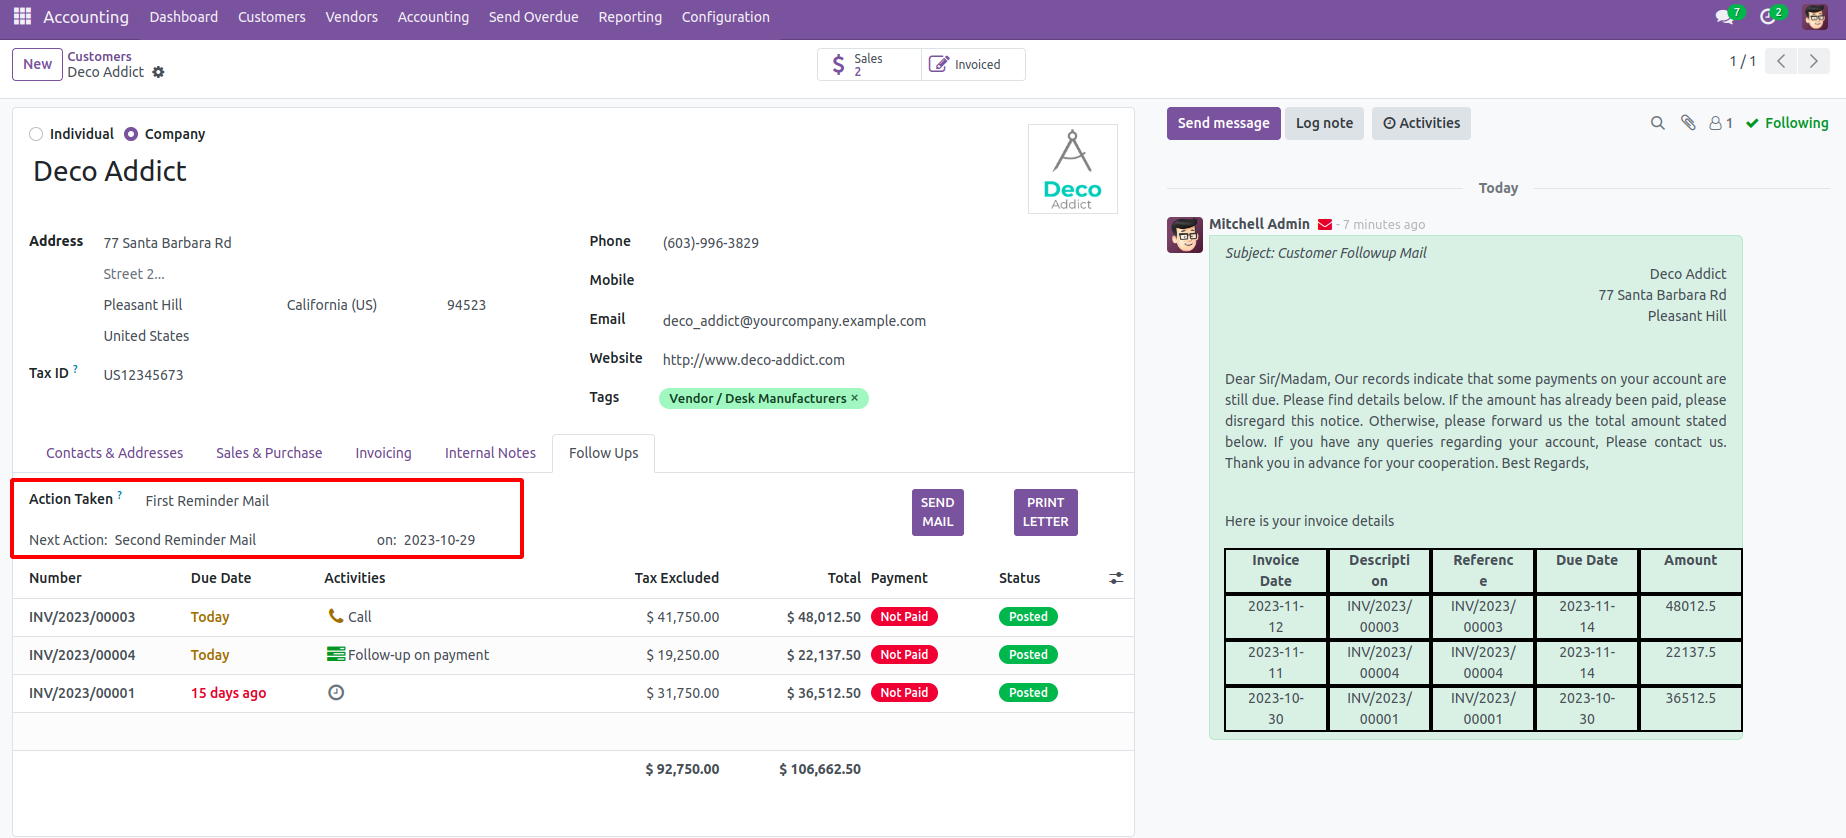 Accounting Dashboard Customers Vendors Accounting Send Overdue Reporting Configuration 7 2
New Customers
Deco Addict
Sales
2
Invoiced
1 / 1
Individual Company
Deco Addict
Deco
Addict
Address 77 Santa Barbara Rd
Street 2...
Pleasant Hill California (US) 94523
United States
Tax ID ? US12345673
Phone (603)-996-3829
Mobile
Email deco_addict@yourcompany.example.com
Website http://www.deco-addict.com
Tags Vendor / Desk Manufacturers ×
Contacts & Addresses Sales & Purchase Invoicing Internal Notes Follow Ups
Action Taken ? First Reminder Mail
Next Action: Second Reminder Mail on: 2023-10-29
SEND
MAIL
PRINT
LETTER
Number Due Date Activities Tax Excluded Total Payment Status
INV/2023/00003 Today Call $ 41,750.00 $ 48,012.50 Not Paid Posted
INV/2023/00004 Today Follow-up on payment $ 19,250.00 $ 22,137.50 Not Paid Posted
INV/2023/00001 15 days ago $ 31,750.00 $ 36,512.50 Not Paid Posted
$ 92,750.00 $ 106,662.50
Send message Log note Activities 1 Following
Today
Mitchell Admin - 7 minutes ago
Subject: Customer Followup Mail
Deco Addict
77 Santa Barbara Rd
Pleasant Hill
Dear Sir/Madam, Our records indicate that some payments on your account are
still due. Please find details below. If the amount has already been paid, please
disregard this notice. Otherwise, please forward us the total amount stated
below. If you have any queries regarding your account, Please contact us.
Thank you in advance for your cooperation. Best Regards,
Here is your invoice details
Invoice Descripti Referenc Due Date Amount
Date on e
2023-11- INV/2023/ INV/2023/ 2023-11- 48012.5
12 00003 00003 14
2023-11- INV/2023/ INV/2023/ 2023-11- 22137.5
11 00004 00004 14
2023-10- INV/2023/ INV/2023/ 2023-10- 36512.5
30 00001 00001 30